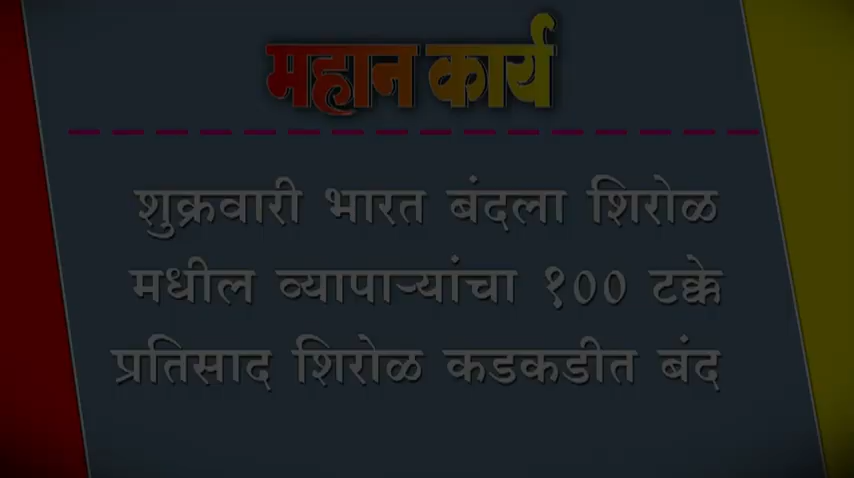 महान कार्य
शुक्रवारी भारत बंदला शिरोळ
मधील व्यापाऱ्यांचा १०० टक्के
प्रतिसाद शिरोळ कडकडीत बंद